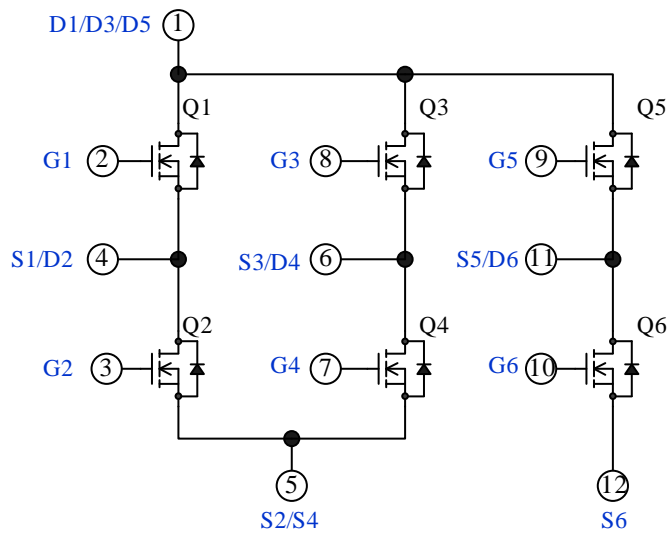 D1/D3/D5 1
Q1 Q3 Q5
G1 2 G3 8 G5 9
S1/D2 4 S3/D4 6 S5/D6 11
Q2 Q4 Q6
G2 3 G4 7 G6 10
5 12
S2/S4 S6